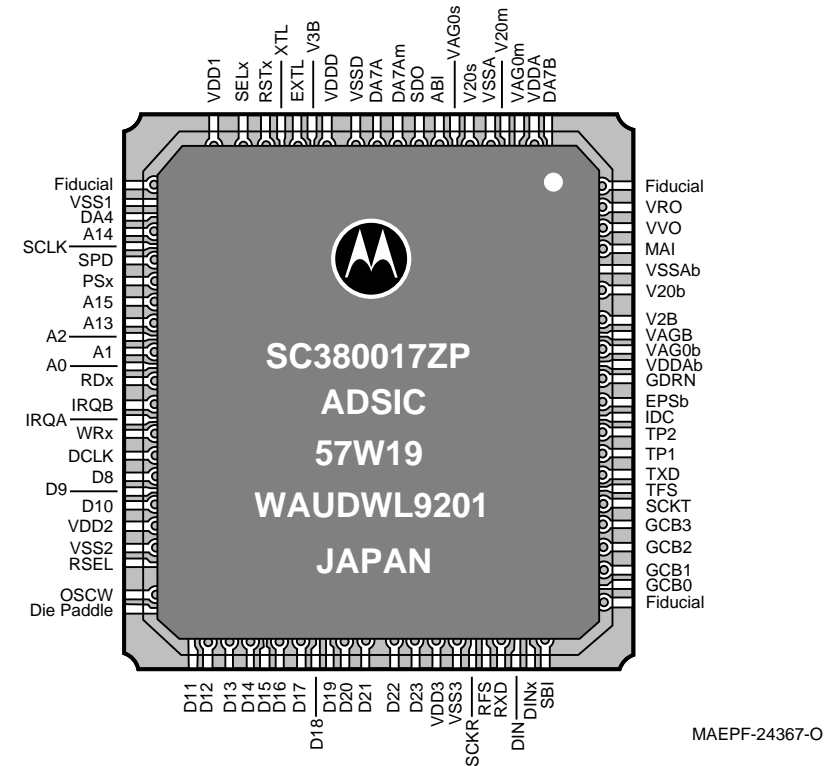 VDD1
SELx
RSTx
XTL
EXTL
V3B
VDDD
VSSD
DA7A
DA7Am
SDO
ABI
VAG0s
V20s
VSSA
V20m
VAG0m
VDDA
DA7B
Fiducial
VSS1
DA4
A14
SCLK
SPD
PSx
A15
A13
A2
A1
A0
RDx
IRQB
IRQA
WRx
DCLK
D8
D9
D10
VDD2
VSS2
RSEL
OSCW
Die Paddle
SC380017ZP
ADSIC
57W19
WAUDWL9201
JAPAN
Fiducial
VRO
VVO
MAI
VSSAb
V20b
V2B
VAGB
VAG0b
VDDAb
GDRN
EPSb
IDC
TP2
TP1
TXD
TFS
SCKT
GCB3
GCB2
GCB1
GCB0
Fiducial
D11
D12
D13
D14
D15
D16
D17
D18
D19
D20
D21
D22
D23
VDD3
VSS3
SCKR
RFS
RXD
DIN
DINx
SBI
MAEPF-24367-O